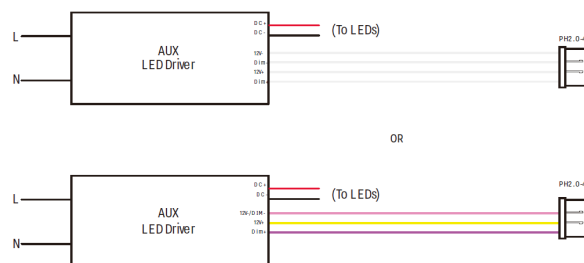 DC+
L
DC-
(To LEDs)
PH2.0-
AUX
LED Driver
12V-
Dim-
12V+
N
Dim+
OR
DC+
PH2.0-
L
DC-
(To LEDs)
AUX
12V-/DIM-
LED Driver
12V+
N
Dim+